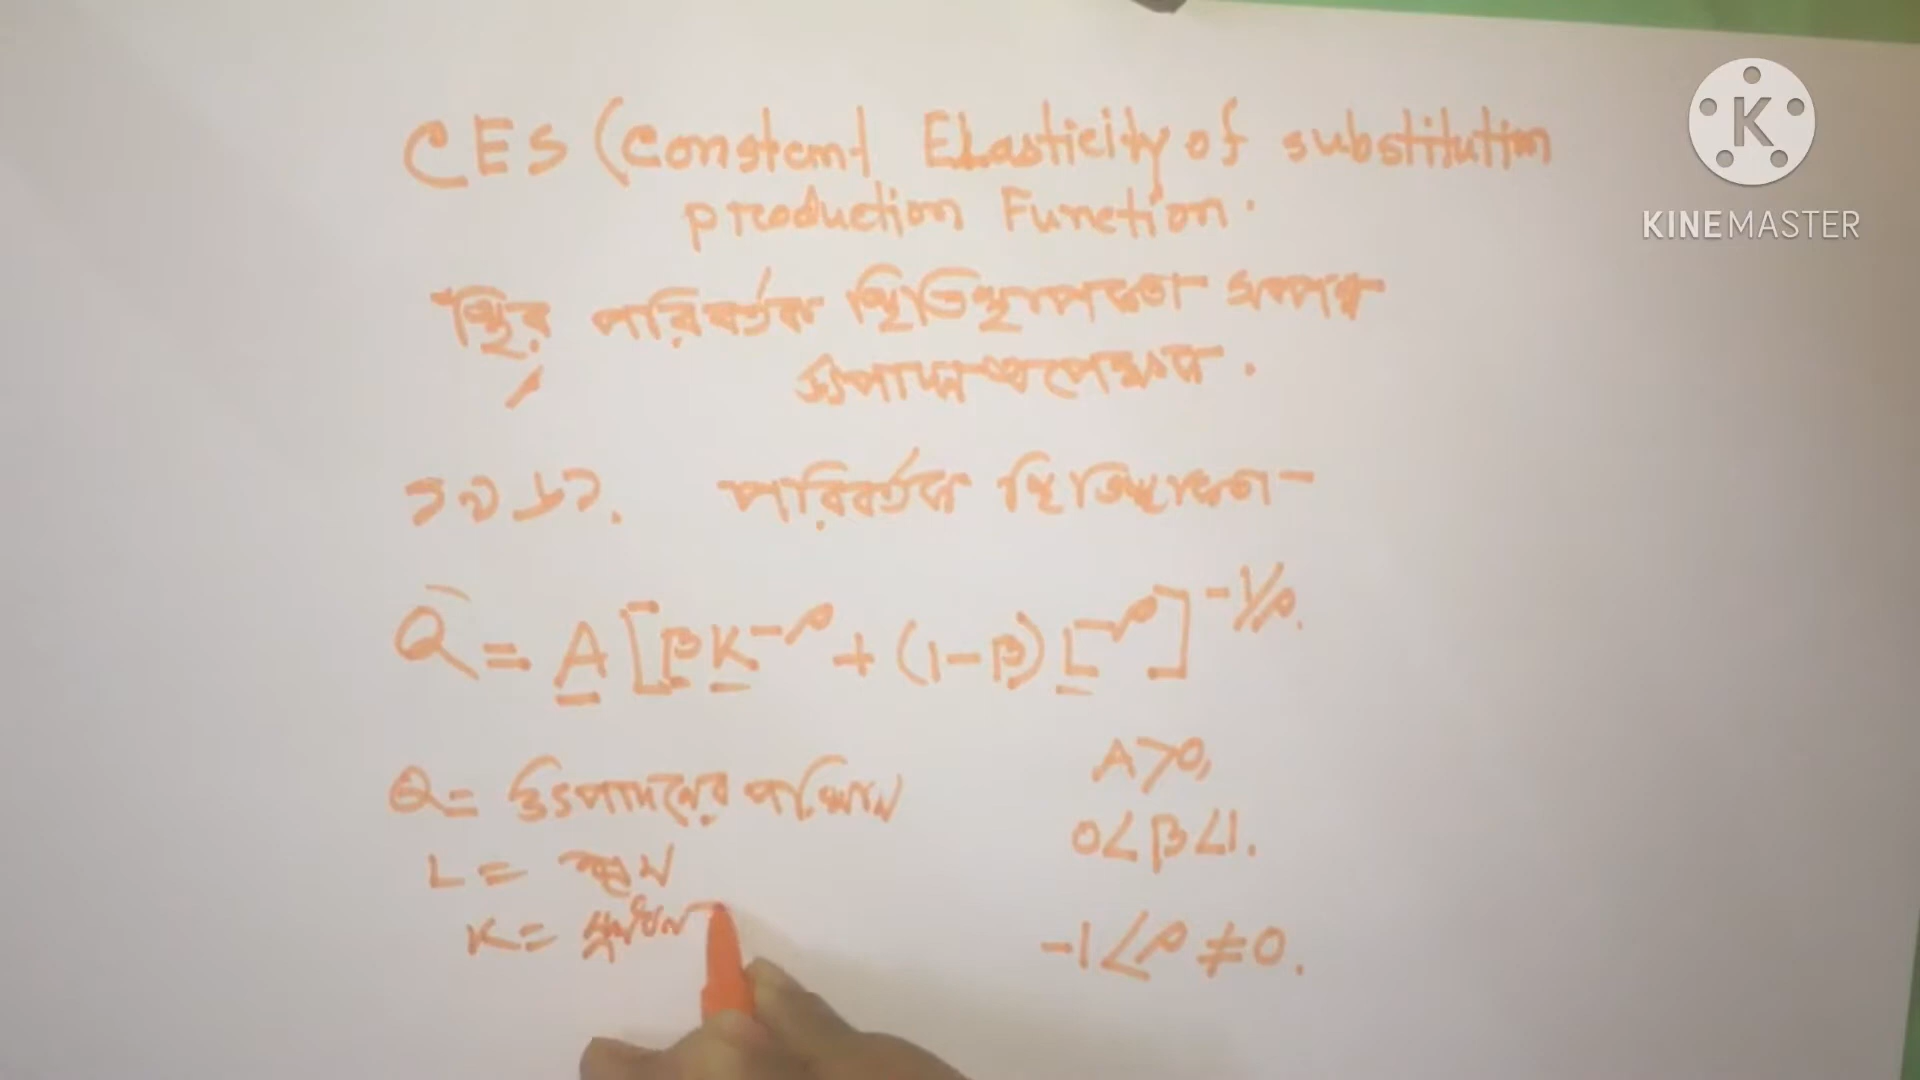 CES (Constant Elasticity of substitution
production Function.
স্থির পরিবর্তক স্থিতিস্থাপকতা সম্পন্ন
উৎপাদন অপেক্ষক.
১৯৬১. পরিবর্তক স্থিতিস্থাপকতা-
Q = A [βK^-ρ + (1-β) L^-ρ]^-1/ρ.
Q = উৎপাদনের পরিমান
A>0,
L = শ্রম
0<β<1.
K = মূলধন
-1<ρ ≠ 0.
K
KINEMASTER